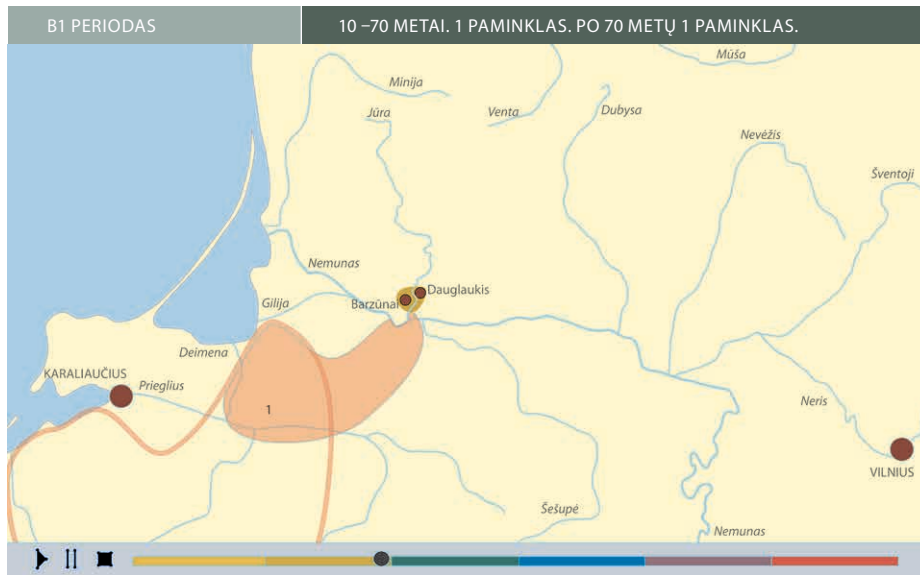 B1 PERIODAS
10 –70 METAI. 1 PAMINKLAS. PO 70 METŲ 1 PAMINKLAS.
Mūša
Minija
Jūra
Venta
Dubysa
Nevėžis
Šventoji
Nemunas
Dauglaukis
Barzūnai
Gilija
Deimena
KARALIAUČIUS
Prieglius
1
Neris
VILNIUS
Šešupė
Nemunas